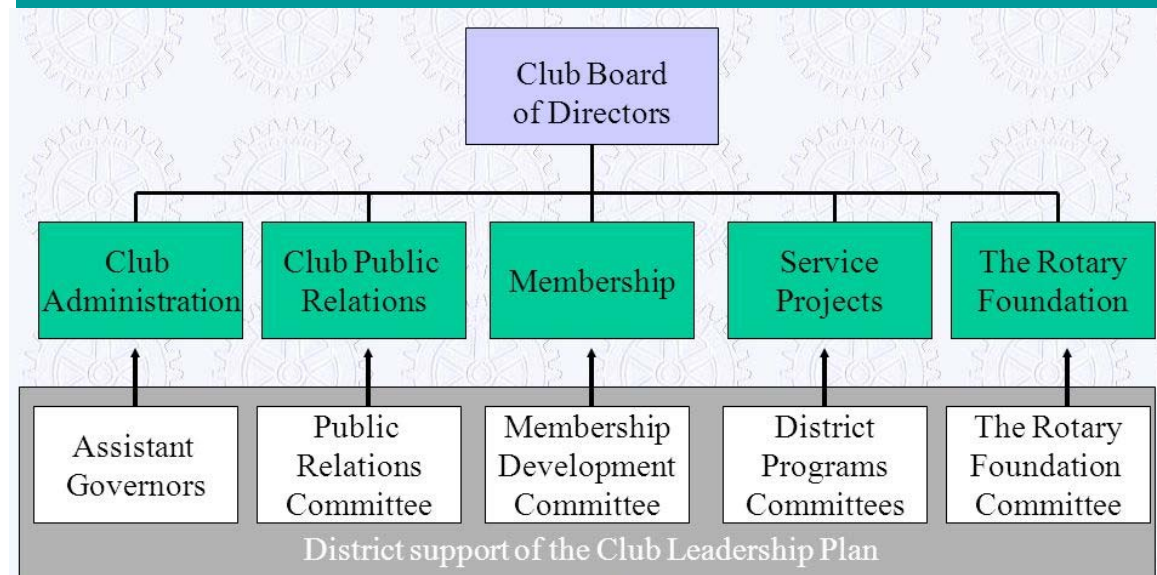 Club Board
of Directors
Club
Administration
Club Public
Relations
Membership
Service
Projects
The Rotary
Foundation
Assistant
Governors
Public
Relations
Committee
Membership
Development
Committee
District
Programs
Committees
The Rotary
Foundation
Committee
District support of the Club Leadership Plan